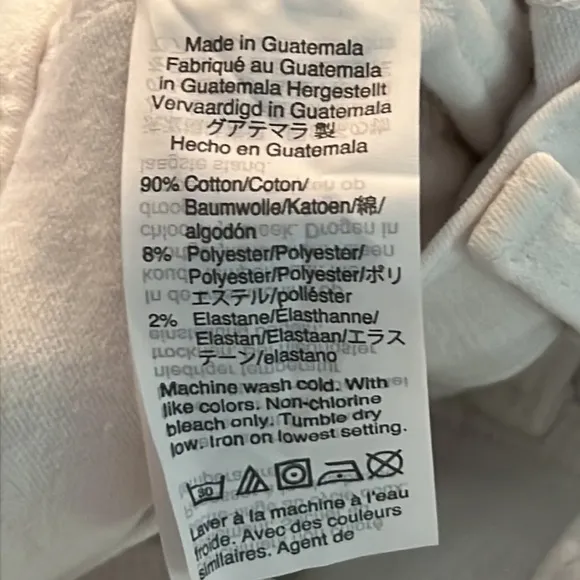 Made in Guatemala
Fabriqué au Guatemala
in Guatemala Hergestellt
Vervaardigd in Guatemala
グアテマラ 製
Hecho en Guatemala
90% Cotton/Coton/
Baumwolle/Katoen/綿/
algodón
8% Polyester/Polyester/
Polyester/Polyester/ポリ
エステル/poliéster
2% Elastane/Élasthanne/
Elastan/Elastaan/エラス
テーン/elastano
Machine wash cold. With
like colors. Non-chlorine
bleach only. Tumble dry
low. Iron on lowest setting.
30
Laver à la machine à l'eau
froide. Avec des couleurs
similaires. Agent de